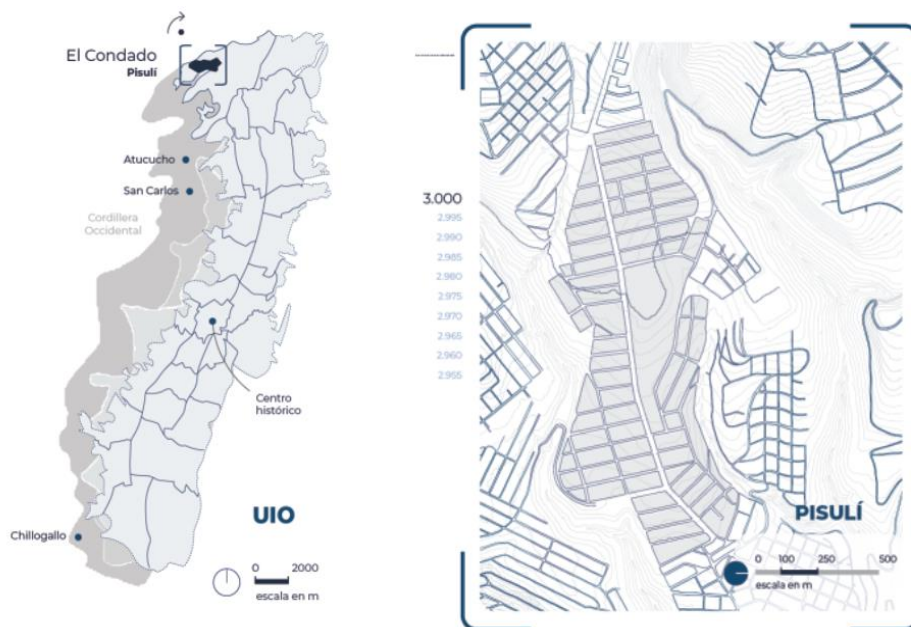 El Condado
Pisulí
Atucucho
San Carlos
Cordillera
Occidental
Centro
histórico
Chillogallo
UIO
0 2000
escala en m
3.000
2.995
2.990
2.985
2.980
2.975
2.970
2.965
2.960
2.955
PISULÍ
0 100 250 500
escala en m